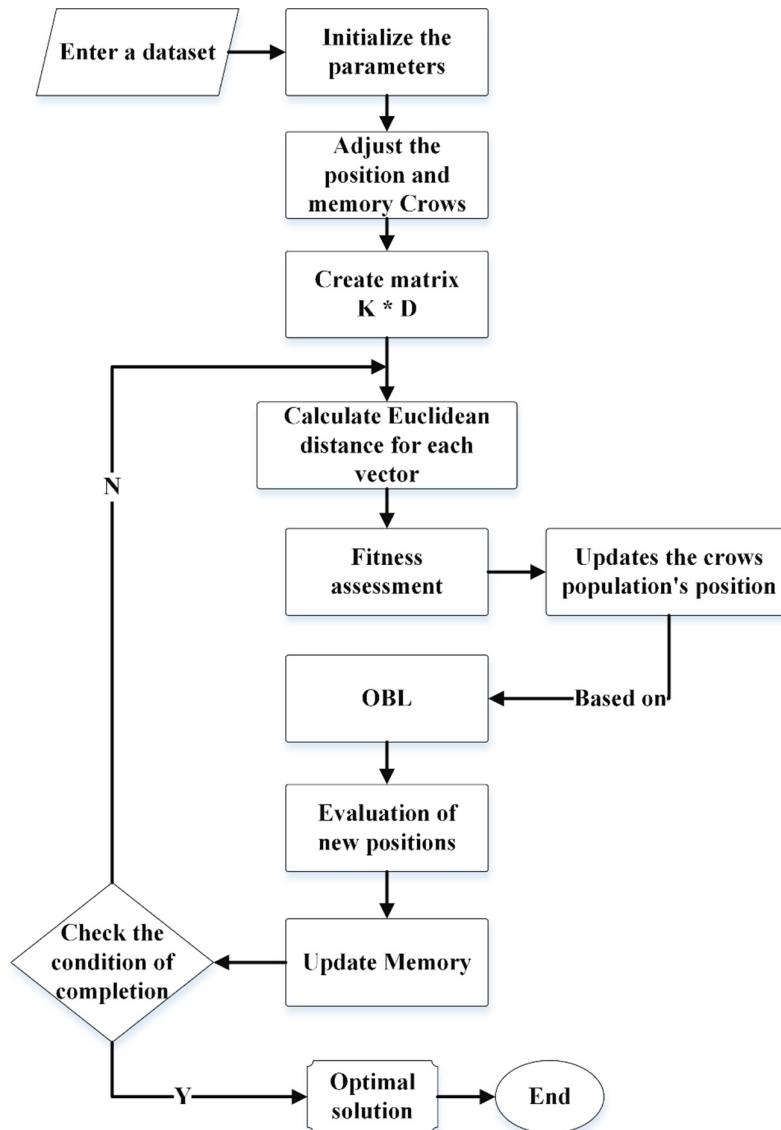 Enter a dataset
Initialize the
parameters
Adjust the
position and
memory Crows
Create matrix
K * D
Calculate Euclidean
distance for each
vector
N
Fitness
assessment
Updates the crows
population's position
OBL
Based on
Evaluation of
new positions
Check the
condition of
completion
Update Memory
Y
Optimal
solution
End